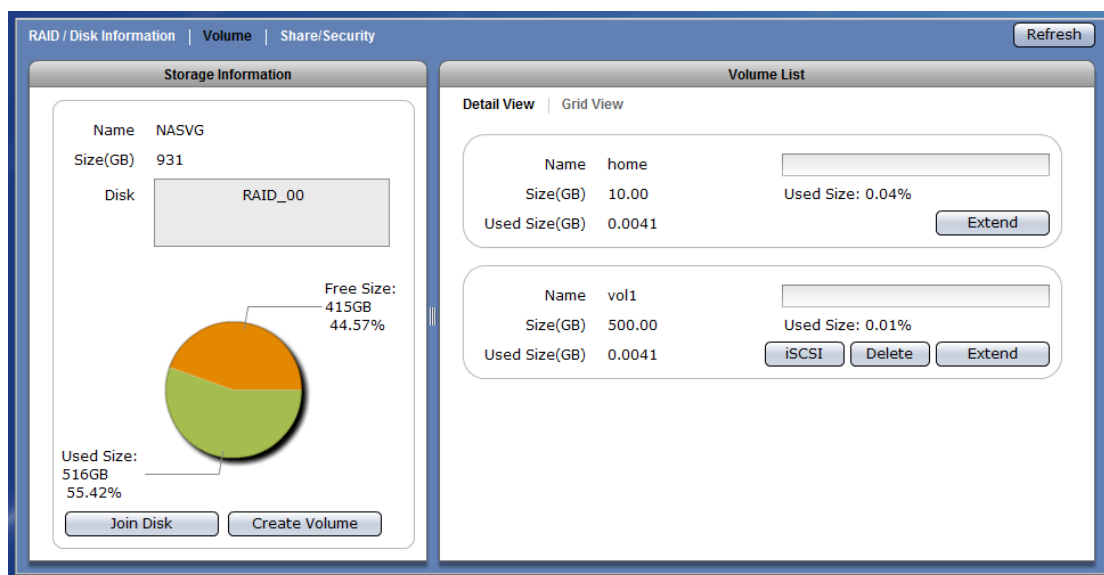 RAID / Disk Information | Volume | Share/Security
Refresh
Storage Information
Name NASVG
Size(GB) 931
Disk RAID_00
Free Size:
415GB
44.57%
Used Size:
516GB
55.42%
Join Disk Create Volume
Volume List
Detail View | Grid View
Name home
Size(GB) 10.00 Used Size: 0.04%
Used Size(GB) 0.0041 Extend
Name vol1
Size(GB) 500.00 Used Size: 0.01%
Used Size(GB) 0.0041 iSCSI Delete Extend